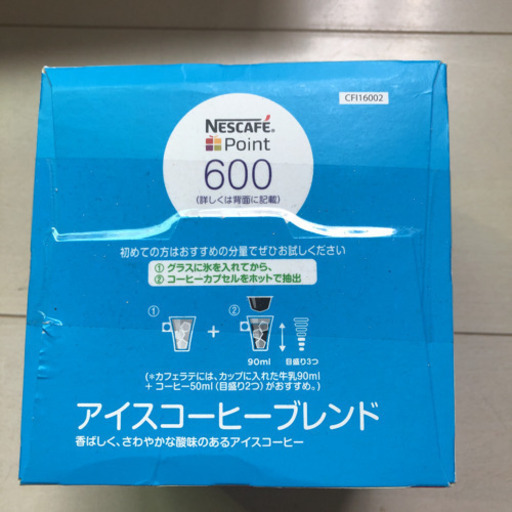 CFI16002
NESCAFÉ®
Point
600
(詳しくは背面に記載)
初めての方はおすすめの分量でぜひお試しください
① グラスに氷を入れてから、
② コーヒーカプセルをホットで抽出
① + ②
90ml 目盛り3つ
(*カフェラテには、カップに入れた牛乳90ml
+ コーヒー50ml(目盛り2つ)がおすすめ。)
アイスコーヒーブレンド
香ばしく、さわやかな酸味のあるアイスコーヒー